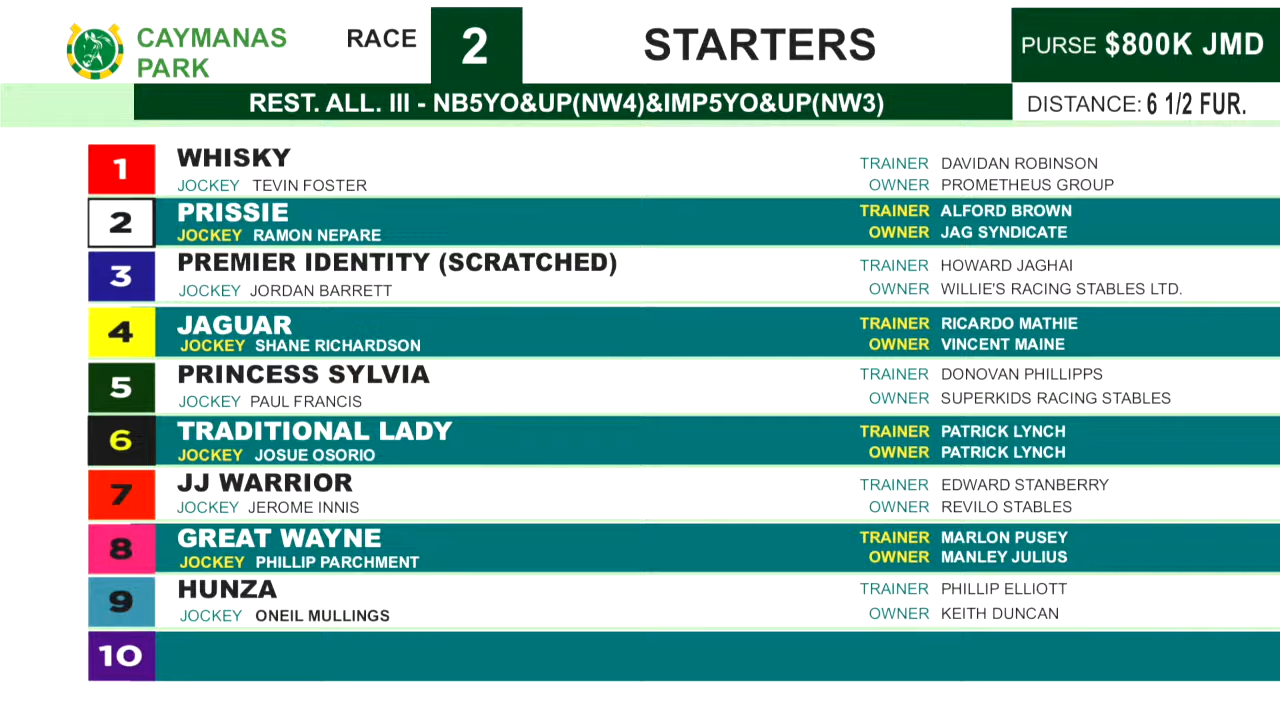 CAYMANAS PARK
RACE 2
STARTERS
PURSE $800K JMD
REST. ALL. III - NB5YO&UP(NW4)&IMP5YO&UP(NW3)
DISTANCE: 6 1/2 FUR.
1 WHISKY
JOCKEY TEVIN FOSTER
TRAINER DAVIDAN ROBINSON
OWNER PROMETHEUS GROUP
2 PRISSIE
JOCKEY RAMON NEPARE
TRAINER ALFORD BROWN
OWNER JAG SYNDICATE
3 PREMIER IDENTITY (SCRATCHED)
JOCKEY JORDAN BARRETT
TRAINER HOWARD JAGHAI
OWNER WILLIE'S RACING STABLES LTD.
4 JAGUAR
JOCKEY SHANE RICHARDSON
TRAINER RICARDO MATHIE
OWNER VINCENT MAINE
5 PRINCESS SYLVIA
JOCKEY PAUL FRANCIS
TRAINER DONOVAN PHILLIPPS
OWNER SUPERKIDS RACING STABLES
6 TRADITIONAL LADY
JOCKEY JOSUE OSORIO
TRAINER PATRICK LYNCH
OWNER PATRICK LYNCH
7 JJ WARRIOR
JOCKEY JEROME INNIS
TRAINER EDWARD STANBERRY
OWNER REVILO STABLES
8 GREAT WAYNE
JOCKEY PHILLIP PARCHMENT
TRAINER MARLON PUSEY
OWNER MANLEY JULIUS
9 HUNZA
JOCKEY ONEIL MULLINGS
TRAINER PHILLIP ELLIOTT
OWNER KEITH DUNCAN
10